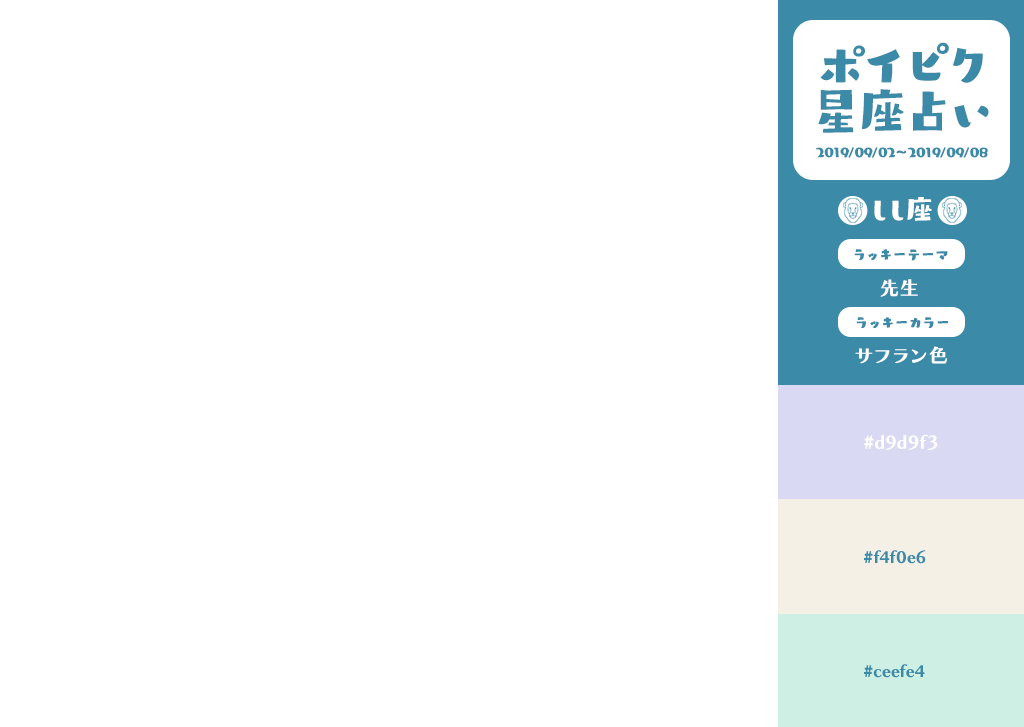 ポイピク
星座占い
2019/09/02~2019/09/08
しし座
ラッキーテーマ
先生
ラッキーカラー
サフラン色
#d9d9f3
#f4f0e6
#ceefe4